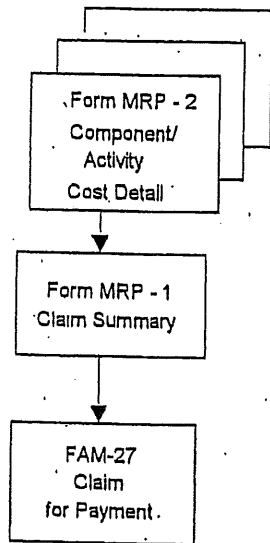 Form MRP - 2
Component/
Activity
Cost Detail
Form MRP - 1
Claim Summary
FAM-27
Claim
for Payment.